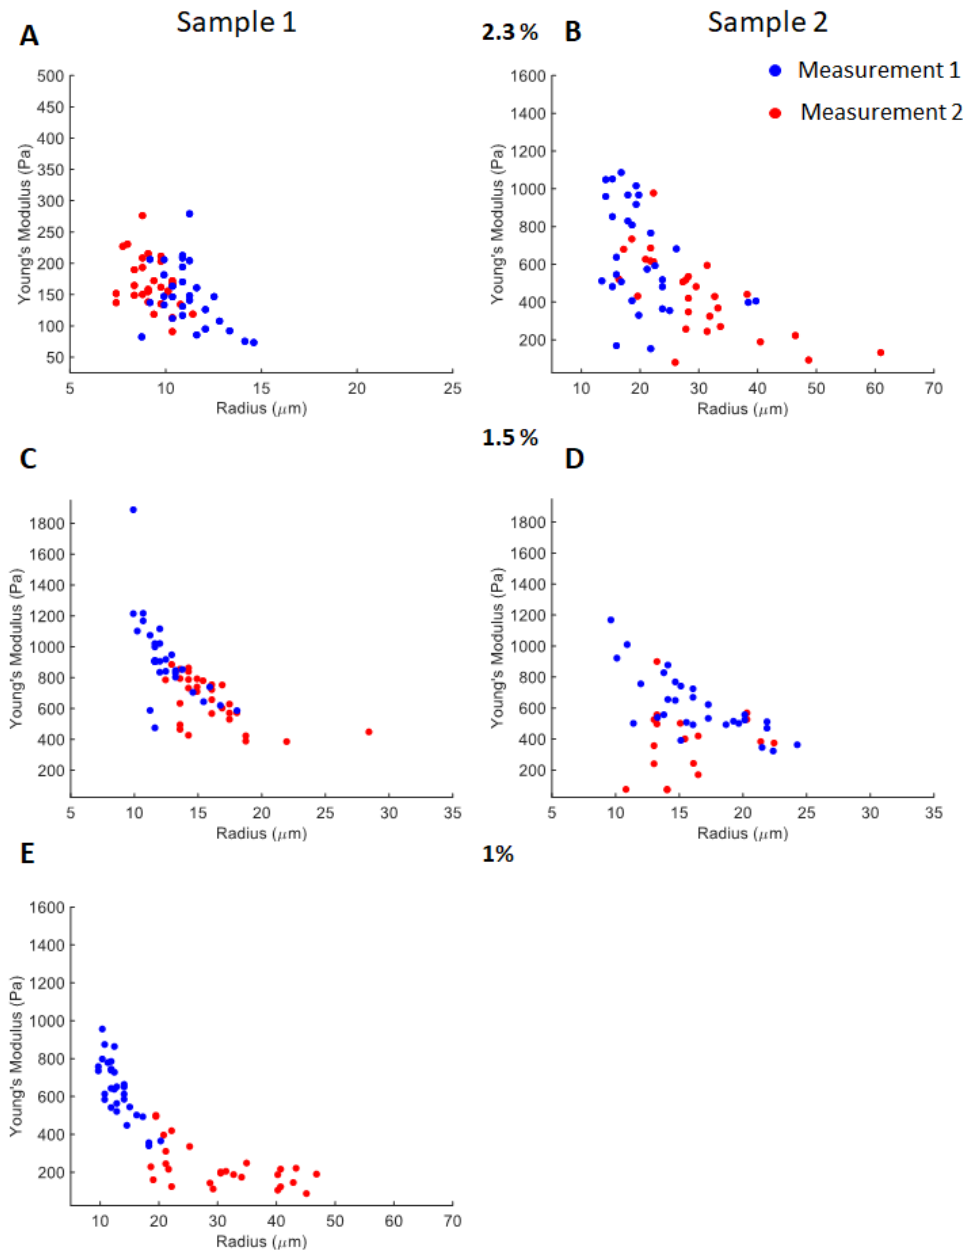 A Sample 1 2.3 % B Sample 2
Measurement 1
Measurement 2
500
450
400
350
300
250
200
150
100
50
Young's Modulus (Pa)
5 10 15 20 25
Radius (μm)
1600
1400
1200
1000
800
600
400
200
Young's Modulus (Pa)
10 20 30 40 50 60 70
Radius (μm)
1.5 %
C
1800
1600
1400
1200
1000
800
600
400
200
Young's Modulus (Pa)
5 10 15 20 25 30 35
Radius (μm)
D
1800
1600
1400
1200
1000
800
600
400
200
Young's Modulus (Pa)
5 10 15 20 25 30 35
Radius (μm)
E 1%
1600
1400
1200
1000
800
600
400
200
Young's Modulus (Pa)
10 20 30 40 50 60 70
Radius (μm)